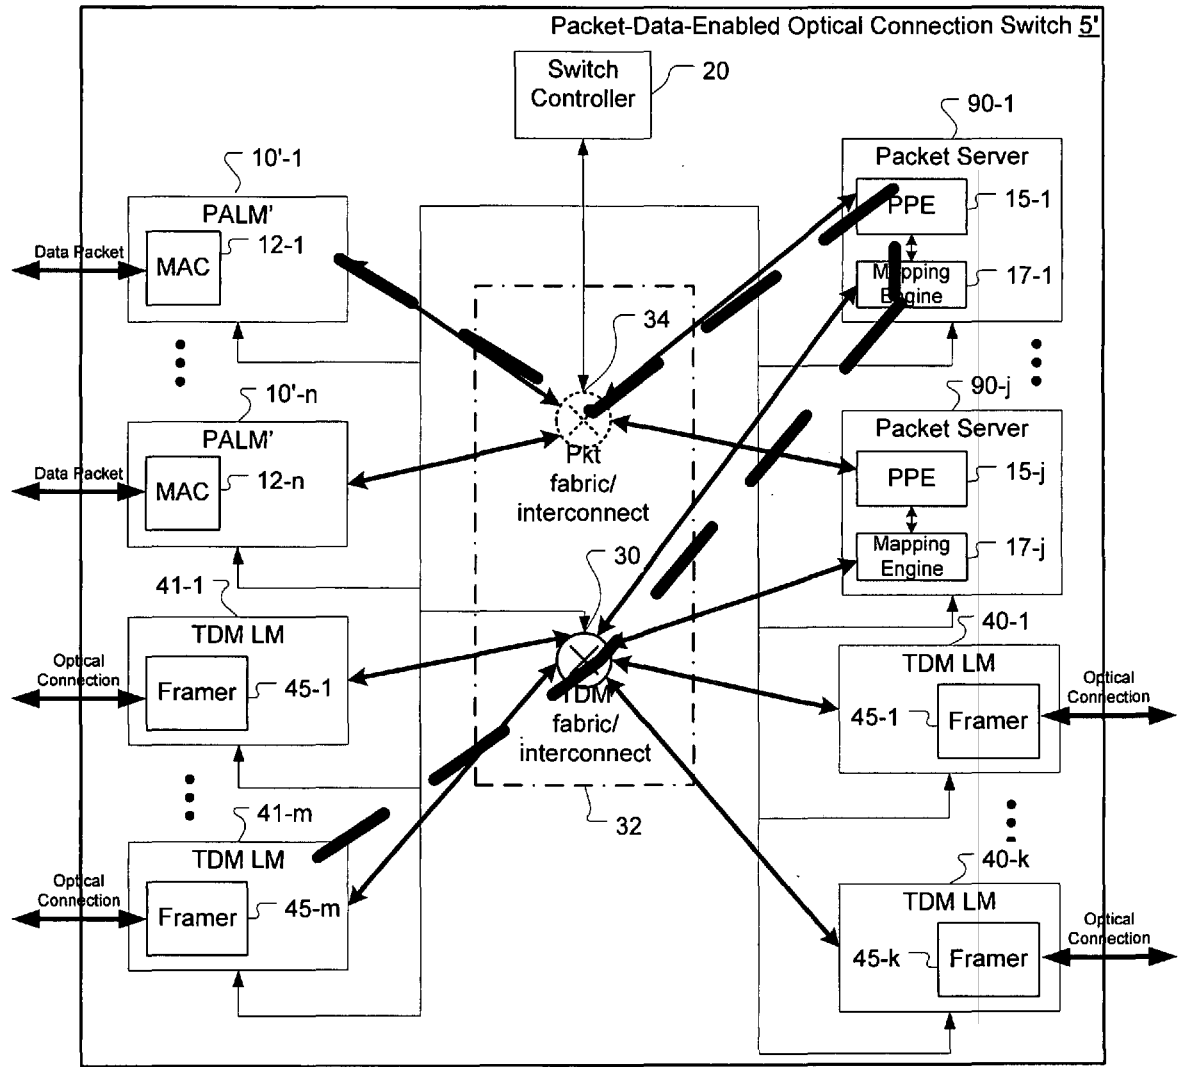 Packet-Data-Enabled Optical Connection Switch 5'
Switch
Controller
20
90-1
Packet Server
PPE
15-1
Mapping
Engine
17-1
10'-1
PALM'
MAC
12-1
Data Packet
34
10'-n
PALM'
MAC
12-n
Data Packet
Pkt
fabric/
interconnect
90-j
Packet Server
PPE
15-j
Mapping
Engine
17-j
30
TDM
fabric/
interconnect
32
41-1
TDM LM
Framer
45-1
Optical
Connection
40-1
TDM LM
45-1
Framer
Optical
Connection
41-m
TDM LM
Framer
45-m
Optical
Connection
40-k
TDM LM
45-k
Framer
Optical
Connection